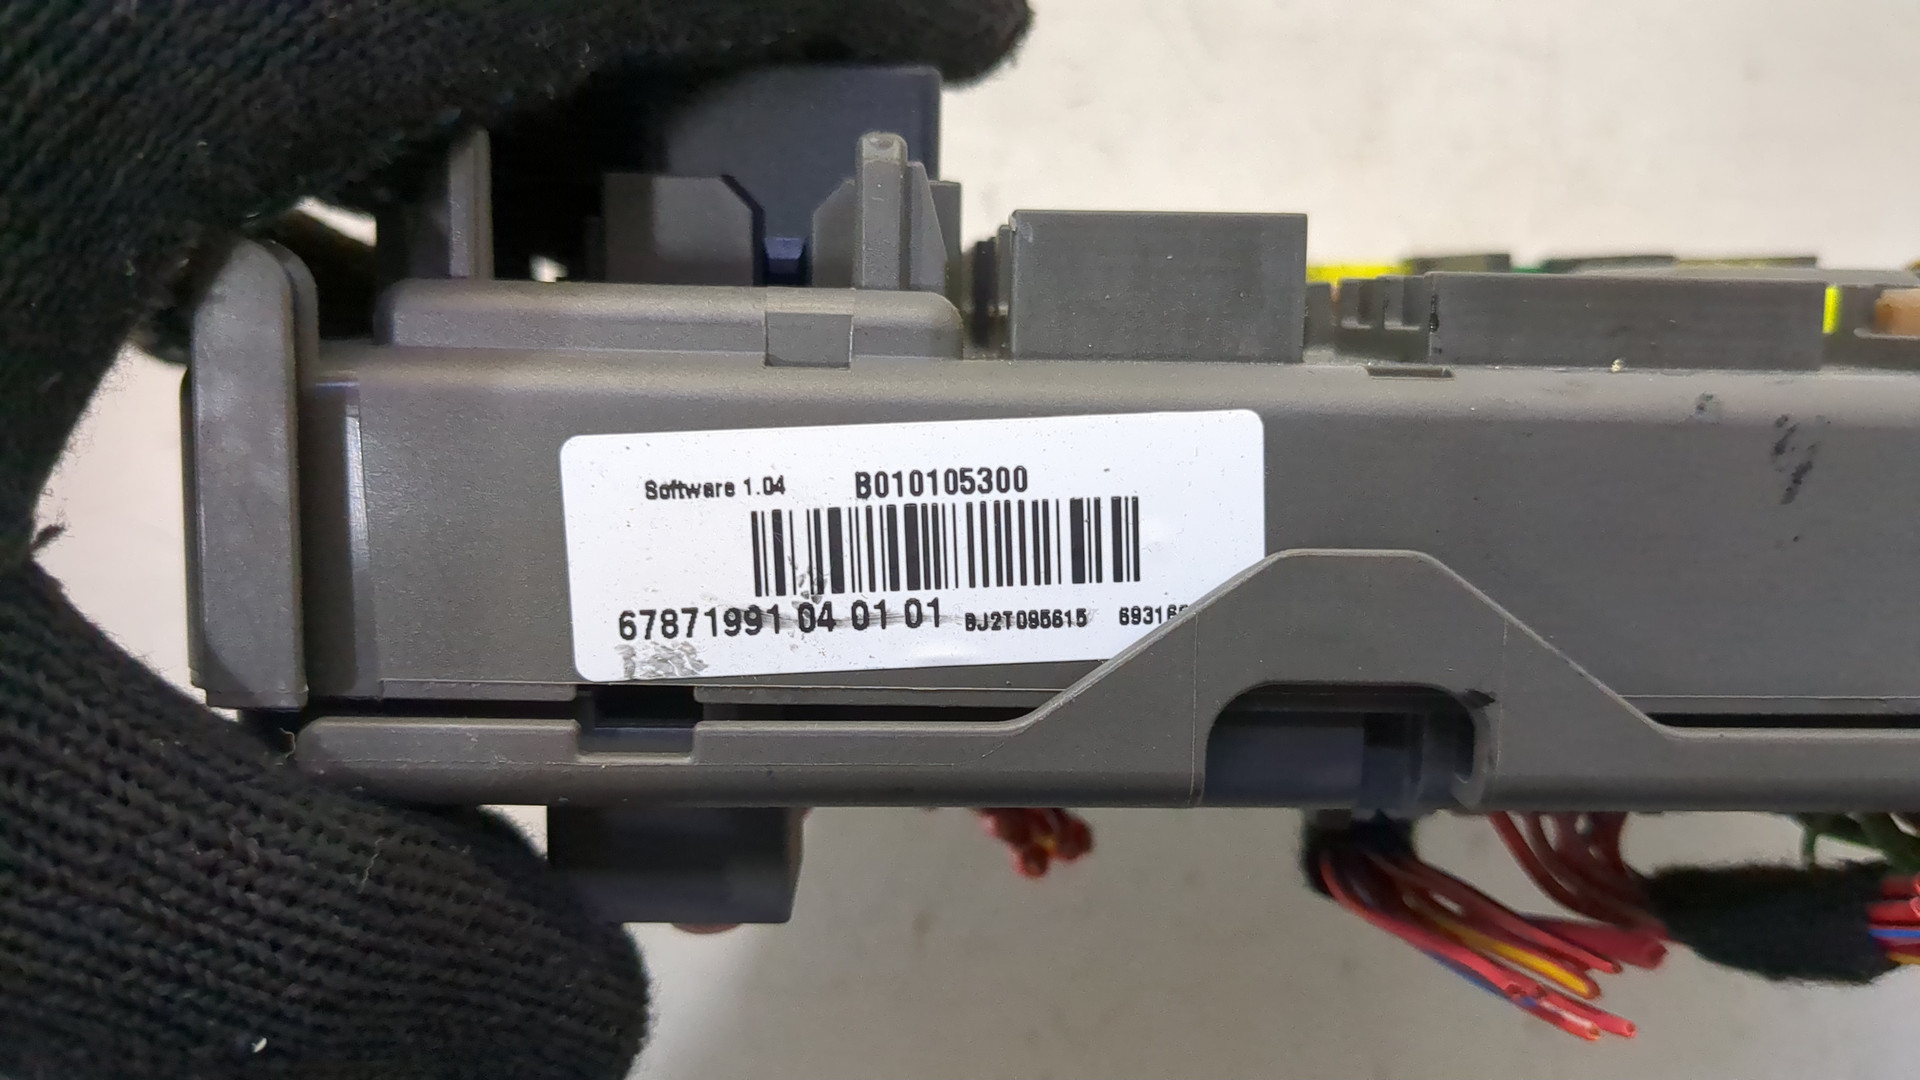 Software 1.04 B010105300
67871991 04 01 01 BJ2T095615